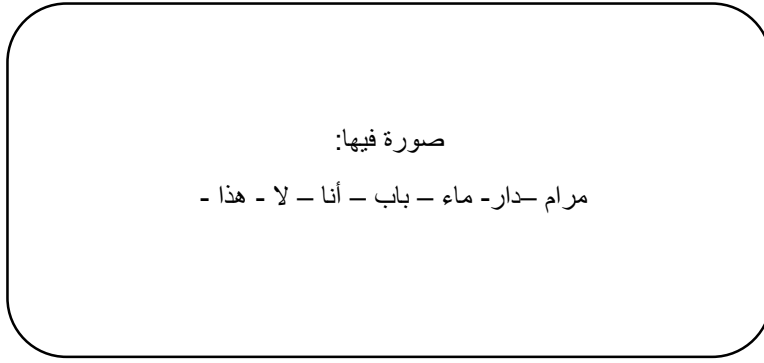 صورة فيها:
مرام –دار- ماء – باب – أنا – لا - هذا -